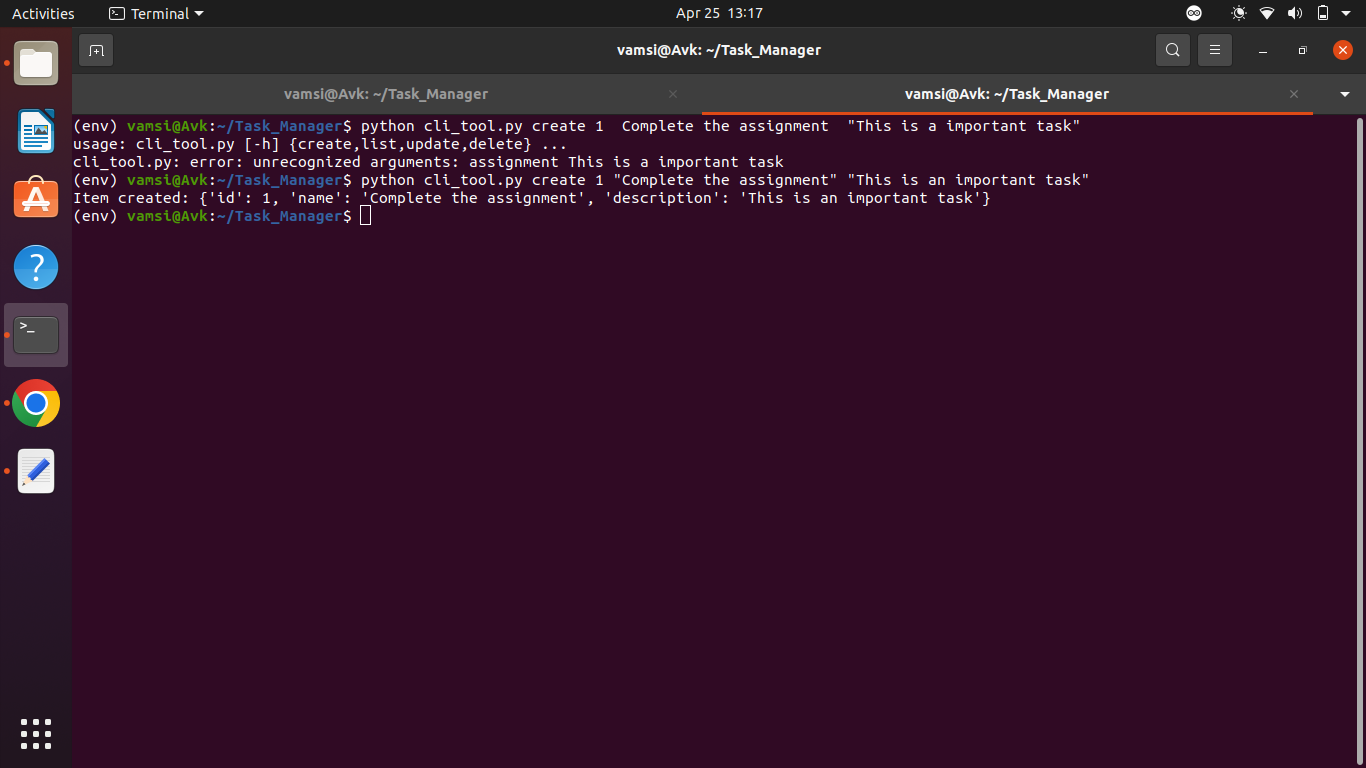 Activities
Terminal
Apr 25 13:17
vamsi@Avk: ~/Task_Manager
vamsi@Avk: ~/Task_Manager
vamsi@Avk: ~/Task_Manager
(env) vamsi@Avk:~/Task_Manager$ python cli_tool.py create 1  Complete the assignment  "This is a important task"
usage: cli_tool.py [-h] {create,list,update,delete} ...
cli_tool.py: error: unrecognized arguments: assignment This is a important task
(env) vamsi@Avk:~/Task_Manager$ python cli_tool.py create 1 "Complete the assignment" "This is an important task"
Item created: {'id': 1, 'name': 'Complete the assignment', 'description': 'This is an important task'}
(env) vamsi@Avk:~/Task_Manager$